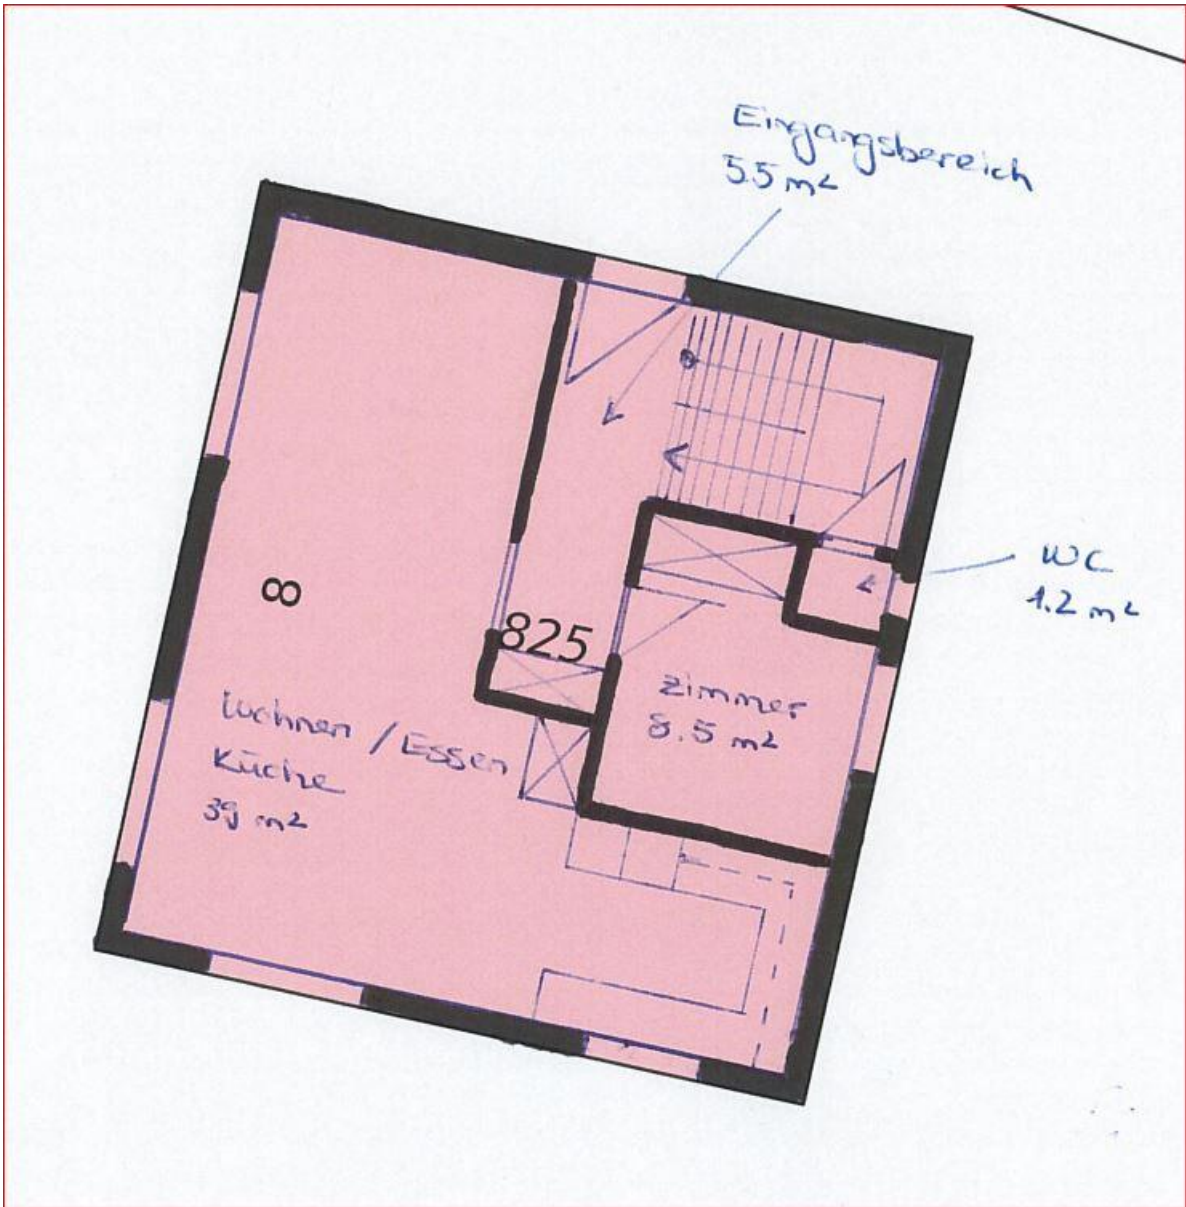 Eingangsbereich
5.5 m²
WC
1.2 m²
8
825
Zimmer
8.5 m²
Wohnen / Essen
Küche
39 m²